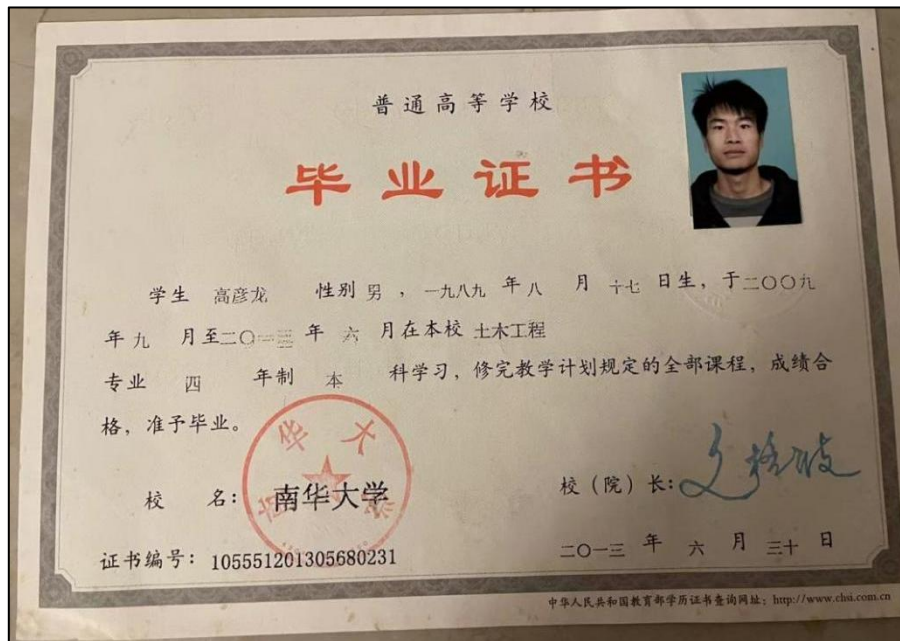 普通高等学校
毕业证书
学生 高彦龙 性别 男 ，一九八九 年 八 月 十七 日生，于二〇〇九
年 九 月至二〇一三 年 六 月在本校 土木工程
专业 四 年制 本 科学习，修完教学计划规定的全部课程，成绩合
格，准予毕业。
校 名： 南华大学
校（院）长：
证书编号：105551201305680231
二〇一三 年 六 月 三十 日
中华人民共和国教育部学历证书查询网址：http://www.chsi.com.cn